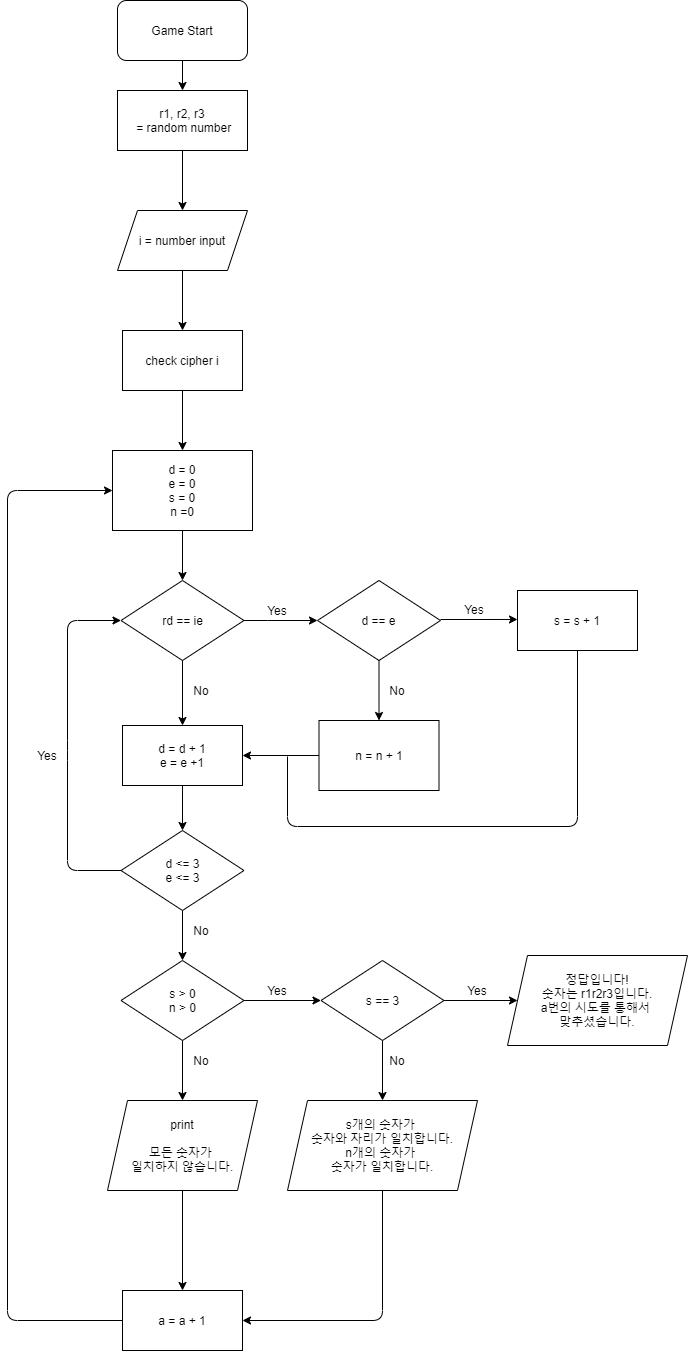 Game Start
r1, r2, r3
= random number
i = number input
check cipher i
d = 0
e = 0
s = 0
n =0
rd == ie
Yes
d == e
Yes
s = s + 1
No
No
d = d + 1
e = e +1
n = n + 1
Yes
d <= 3
e <= 3
No
s > 0
n > 0
Yes
s == 3
Yes
정답입니다!
숫자는 r1r2r3입니다.
a번의 시도를 통해서
맞추셨습니다.
No
No
print
모든 숫자가
일치하지 않습니다.
s개의 숫자가
숫자와 자리가 일치합니다.
n개의 숫자가
숫자가 일치합니다.
a = a + 1